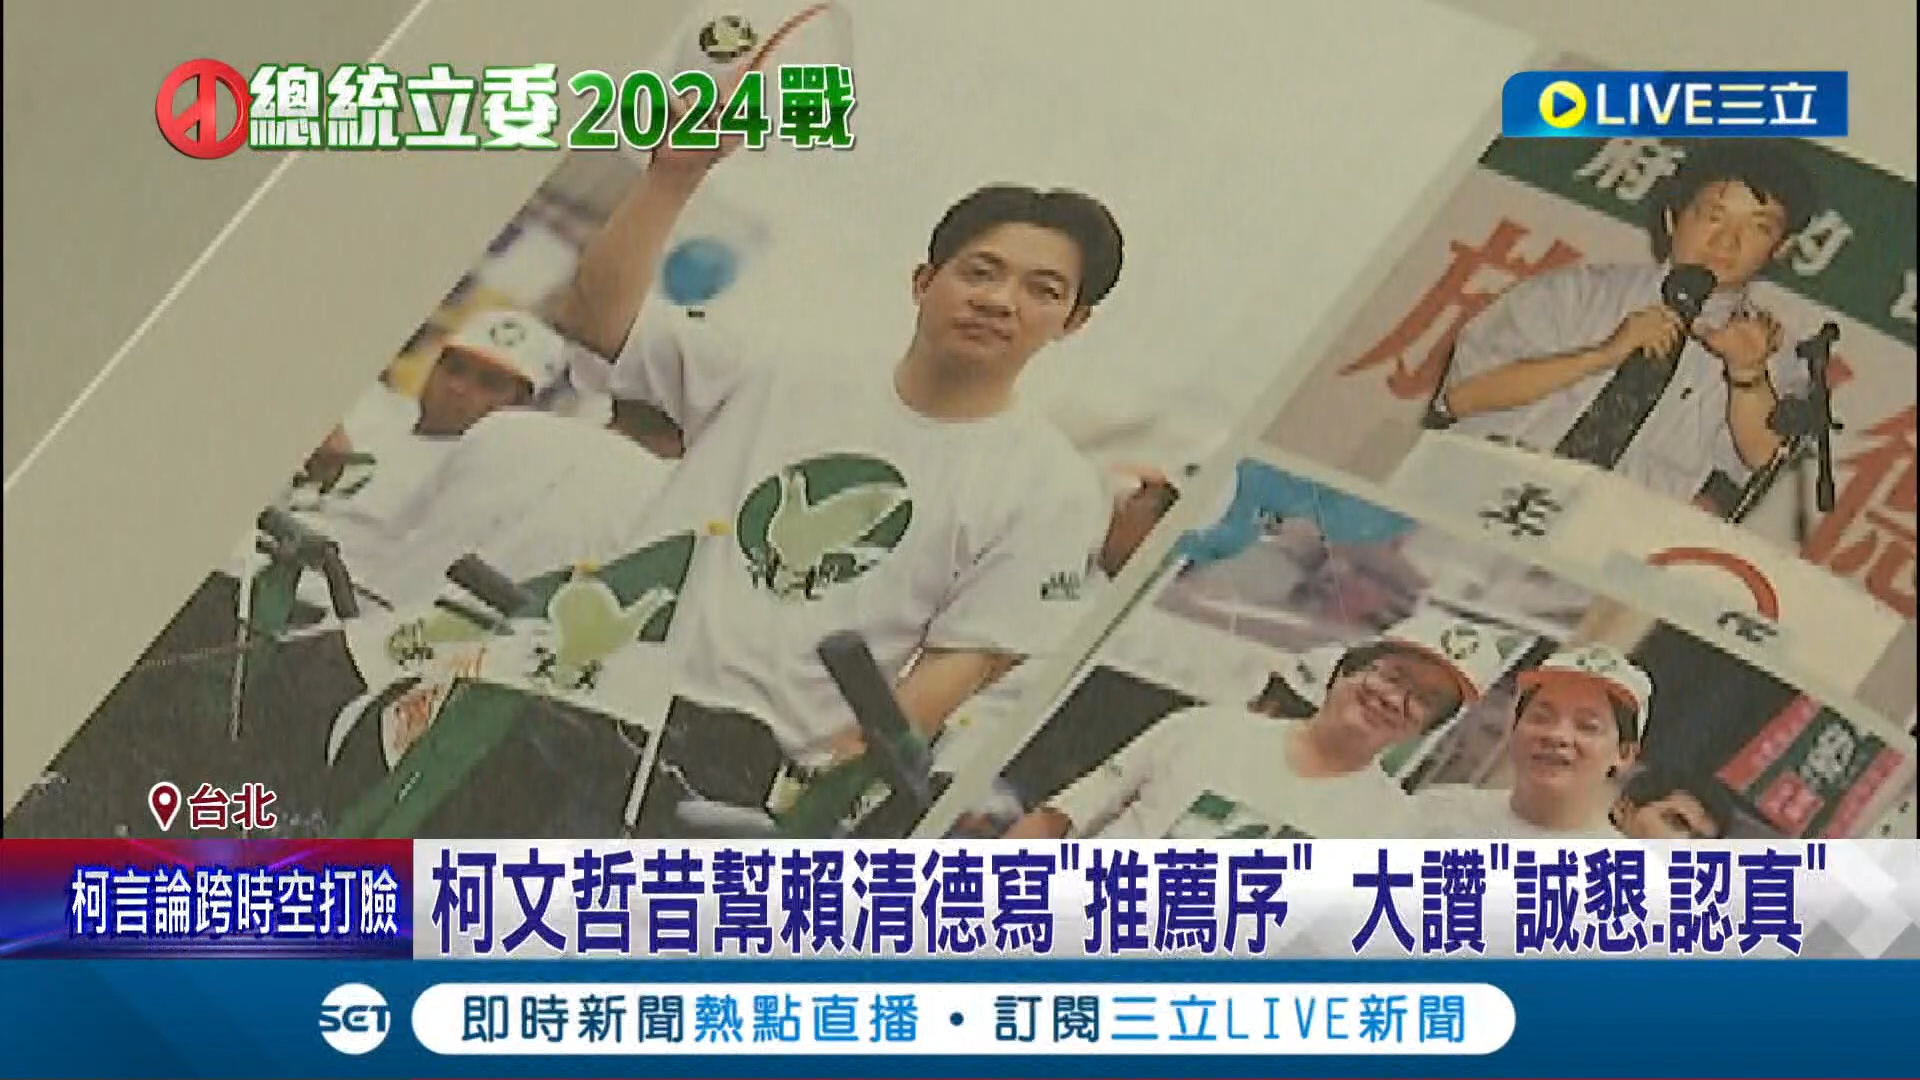 總統立委2024戰
LIVE三立
府內
台北
柯言論跨時空打臉
柯文哲昔幫賴清德寫"推薦序" 大讚"誠懇.認真"
SET
即時新聞熱點直播・訂閱三立LIVE新聞